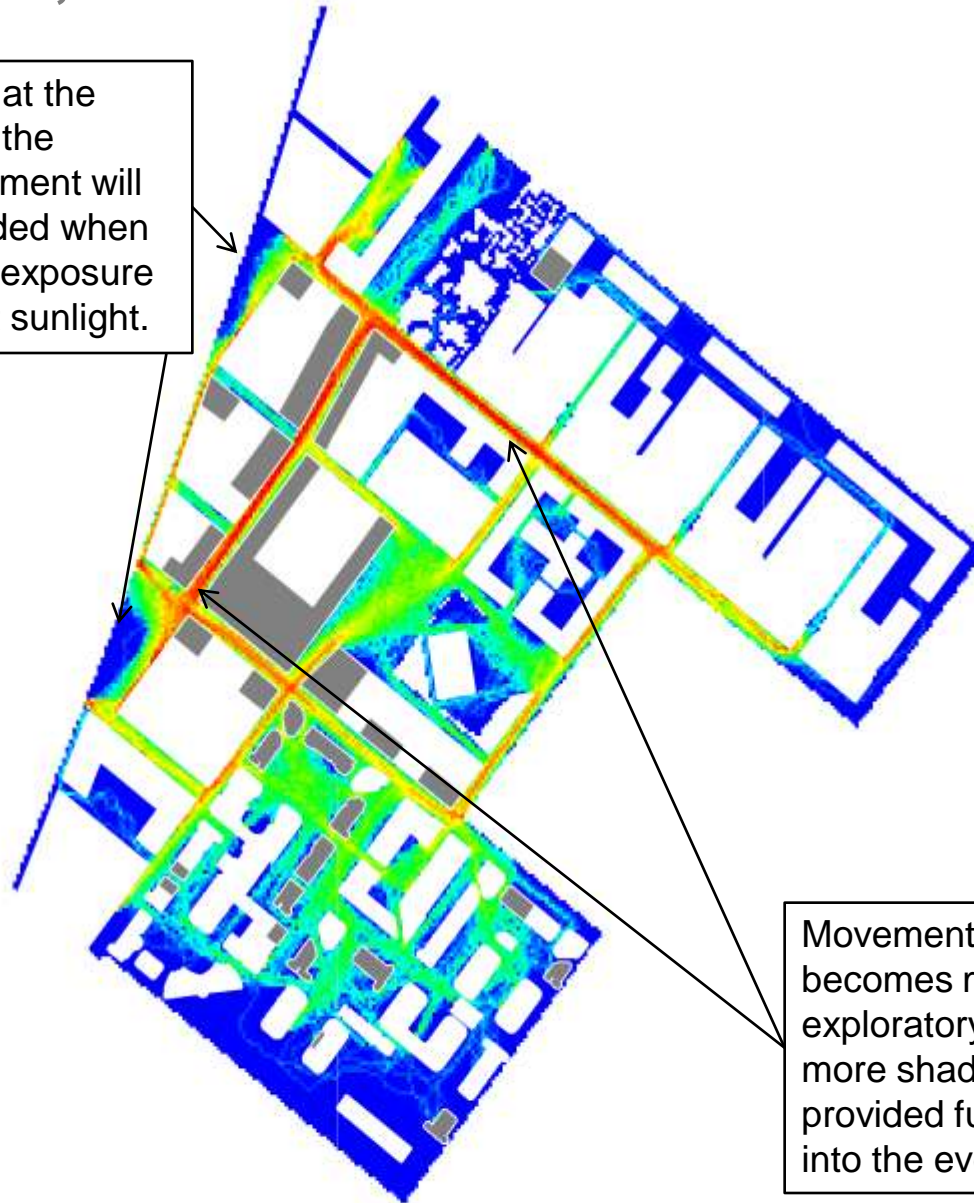 at the
the
ment will
ded when
exposure
sunlight.
Movement
becomes
exploratory
more shad
provided fu
into the ev